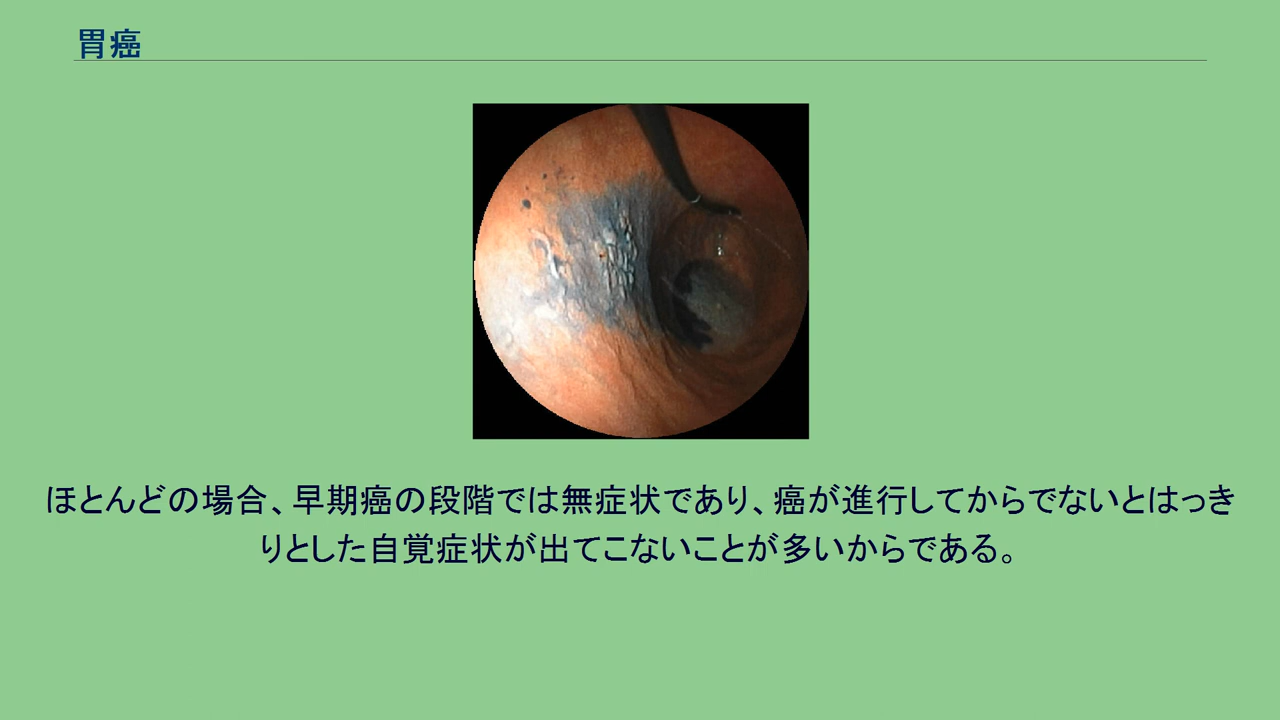 胃癌
ほとんどの場合、早期癌の段階では無症状であり、癌が進行してからでないとはっき
りとした自覚症状が出てこないことが多いからである。